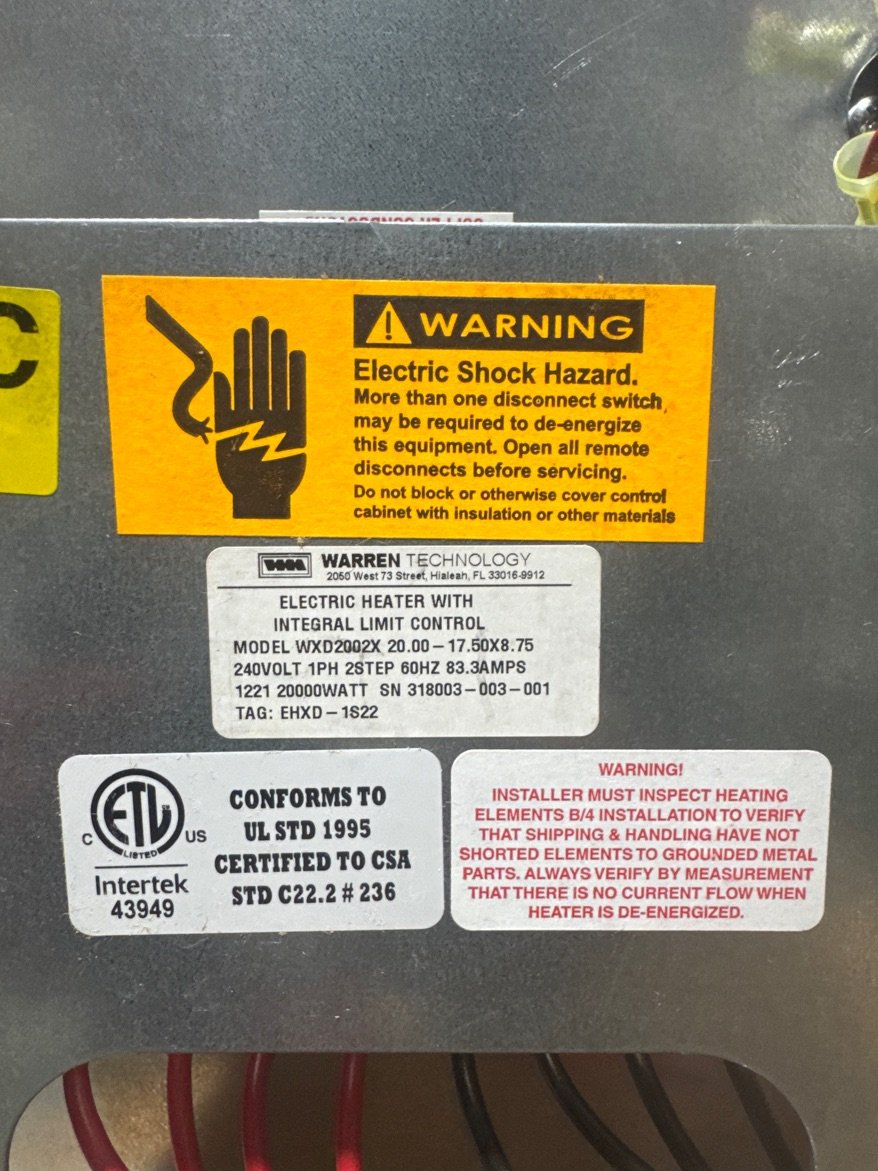 C
WARNING
Electric Shock Hazard.
More than one disconnect switch
may be required to de-energize
this equipment. Open all remote
disconnects before servicing.
Do not block or otherwise cover control
cabinet with insulation or other materials
WARREN TECHNOLOGY
2050 West 73 Street, Hialeah, FL 33016-9912
ELECTRIC HEATER WITH
INTEGRAL LIMIT CONTROL
MODEL WXD2002X 20.00-17.50X8.75
240VOLT 1PH 2STEP 60HZ 83.3AMPS
1221 20000WATT SN 318003-003-001
TAG: EHXD-1S22
ETL
CM
LISTED
C US
Intertek
43949
CONFORMS TO
UL STD 1995
CERTIFIED TO CSA
STD C22.2 # 236
WARNING!
INSTALLER MUST INSPECT HEATING
ELEMENTS B/4 INSTALLATION TO VERIFY
THAT SHIPPING & HANDLING HAVE NOT
SHORTED ELEMENTS TO GROUNDED METAL
PARTS. ALWAYS VERIFY BY MEASUREMENT
THAT THERE IS NO CURRENT FLOW WHEN
HEATER IS DE-ENERGIZED.